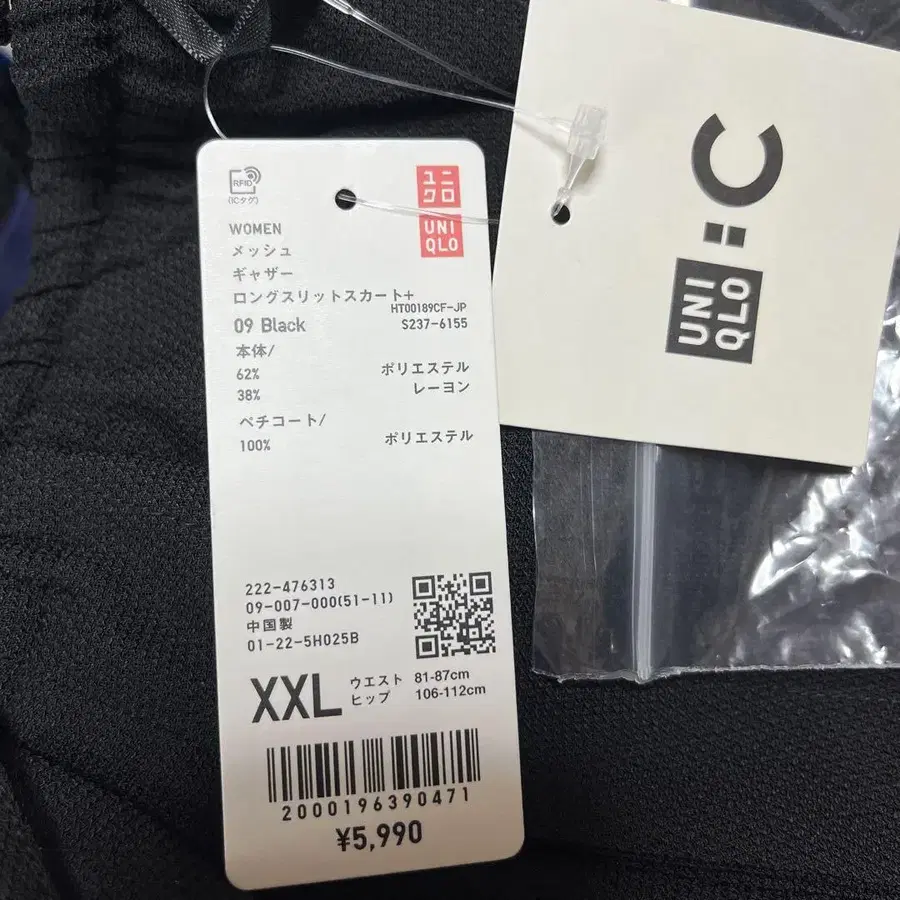 RFID
(ICタグ)
ユニ
クロ
UNI
QLO
WOMEN
メッシュ
ギャザー
ロングスリットスカート+
HT00189CF-JP
09 Black
S237-6155
本体/
62% ポリエステル
38% レーヨン
ペチコート/
100% ポリエステル
222-476313
09-007-000(51-11)
中国製
01-22-5H025B
XXL
ウエスト 81-87cm
ヒップ 106-112cm
2000196390471
¥5,990
UNI
QLO
:C